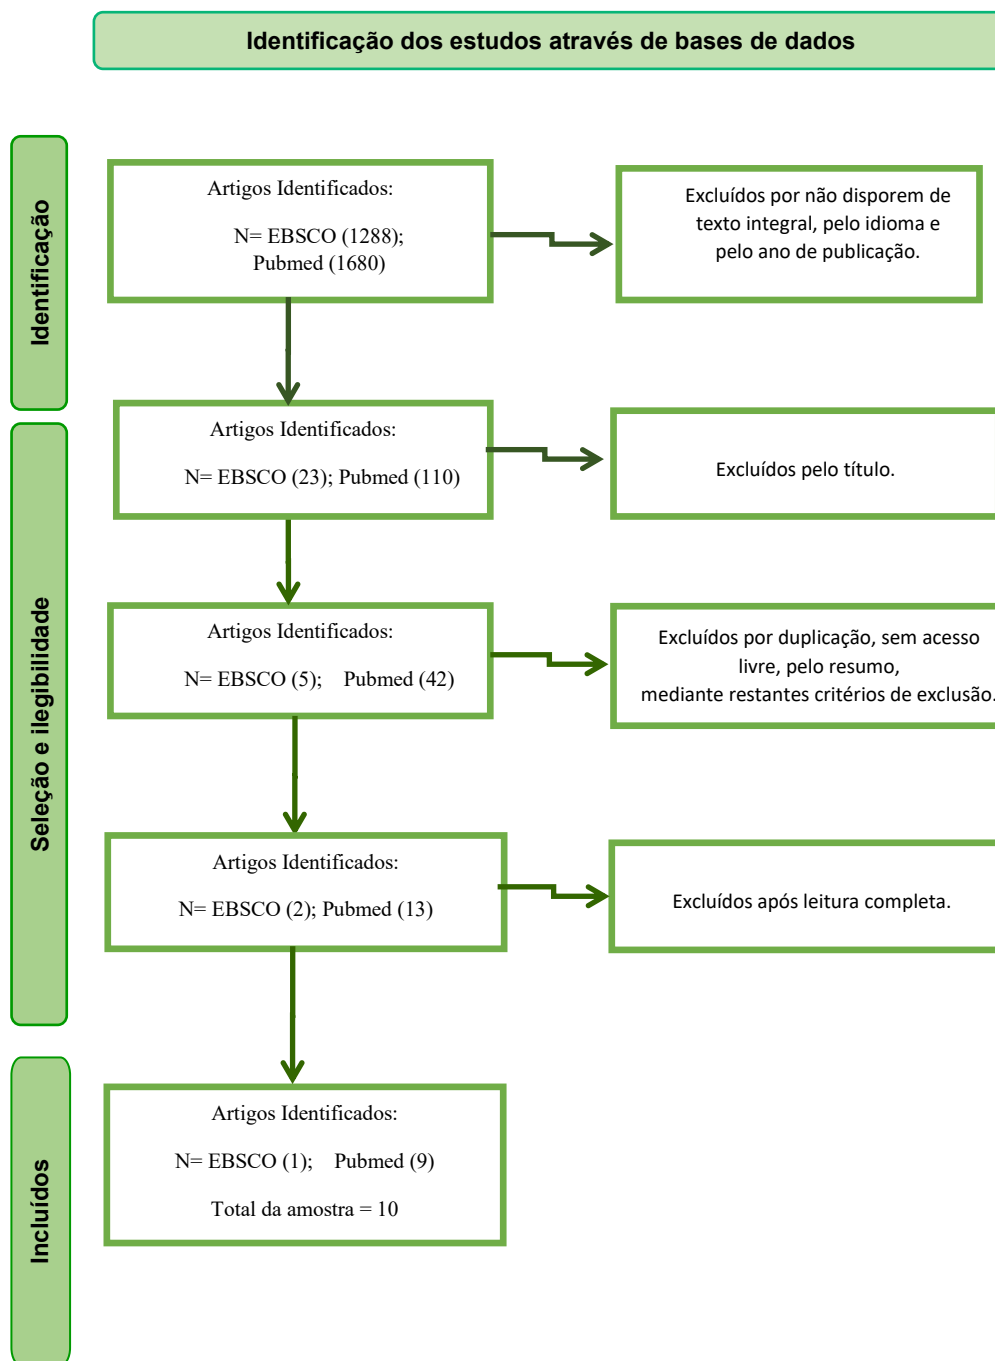 Identificação dos estudos através de bases de dados
Identificação
Artigos Identificados:
N= EBSCO (1288);
Pubmed (1680)
Excluídos por não disporem de
texto integral, pelo idioma e
pelo ano de publicação.
Seleção e ilegibilidade
Artigos Identificados:
N= EBSCO (23); Pubmed (110)
Excluídos pelo título.
Artigos Identificados:
N= EBSCO (5); Pubmed (42)
Excluídos por duplicação, sem acesso
livre, pelo resumo,
mediante restantes critérios de exclusão.
Artigos Identificados:
N= EBSCO (2); Pubmed (13)
Excluídos após leitura completa.
Incluídos
Artigos Identificados:
N= EBSCO (1); Pubmed (9)
Total da amostra = 10